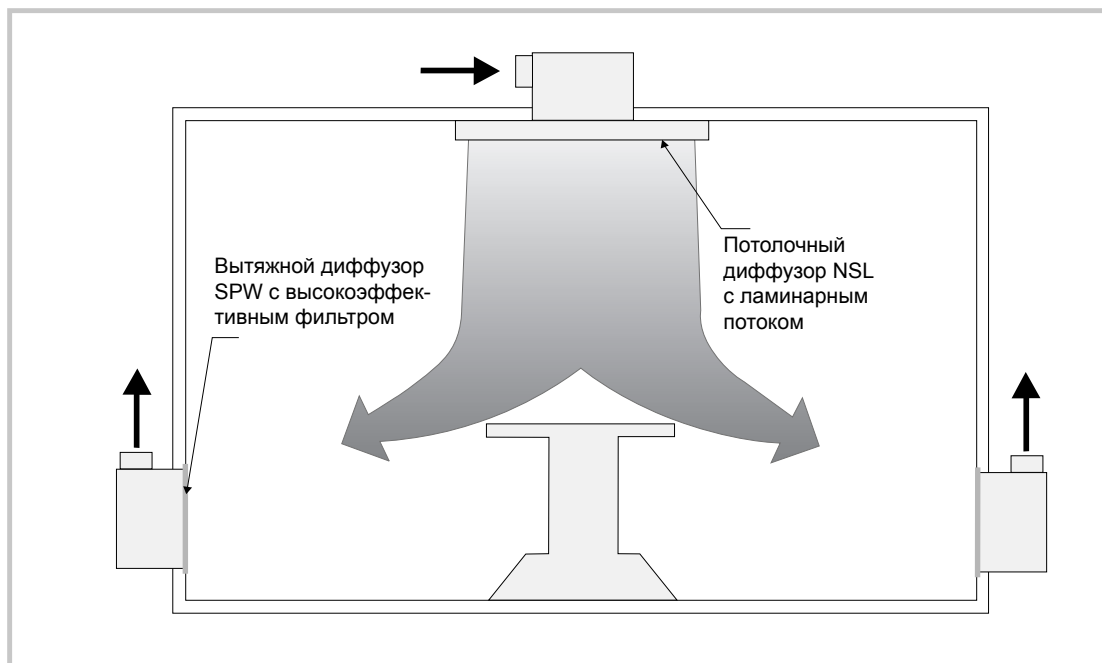 Вытяжной диффузор
SPW с высокоэффек-
тивным фильтром
Потолочный
диффузор NSL
с ламинарным
потоком